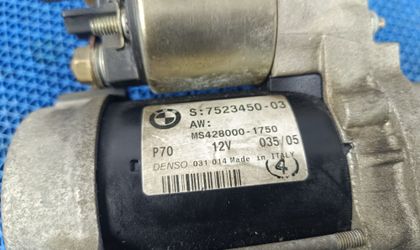 S:7523450-03
AW:
MS428000-1750
P70 12V 035/05
DENSO 031 014 Made in ITALY
4